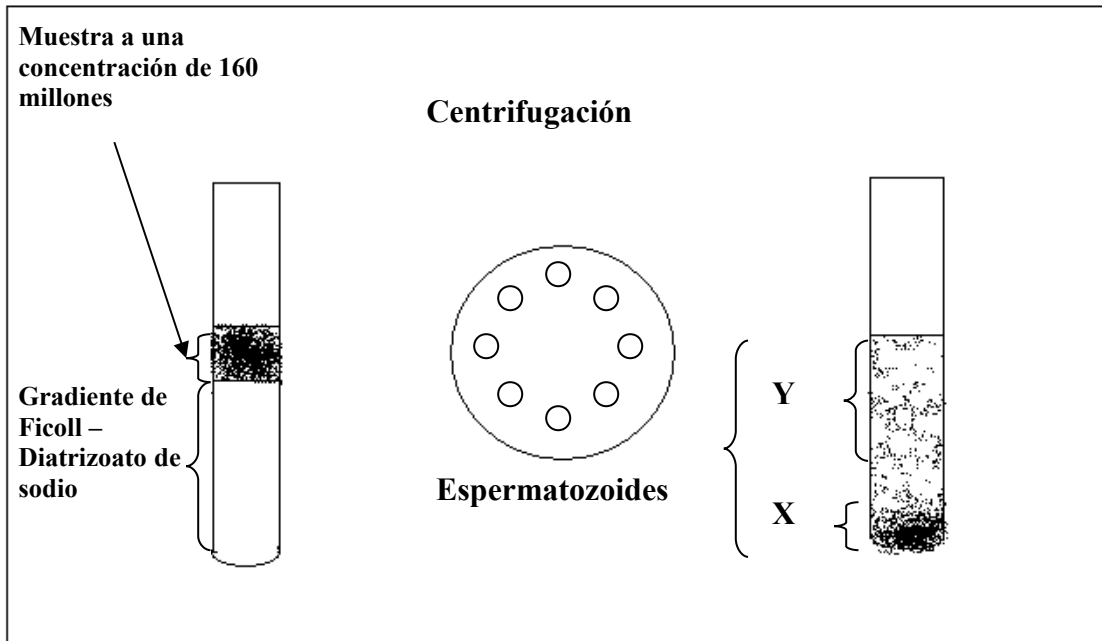 Muestra a una
concentración de 160
millones
Centrifugación
Gradiente de
Ficoll –
Diatrizoato de
sodio
Espermatozoides
Y
X